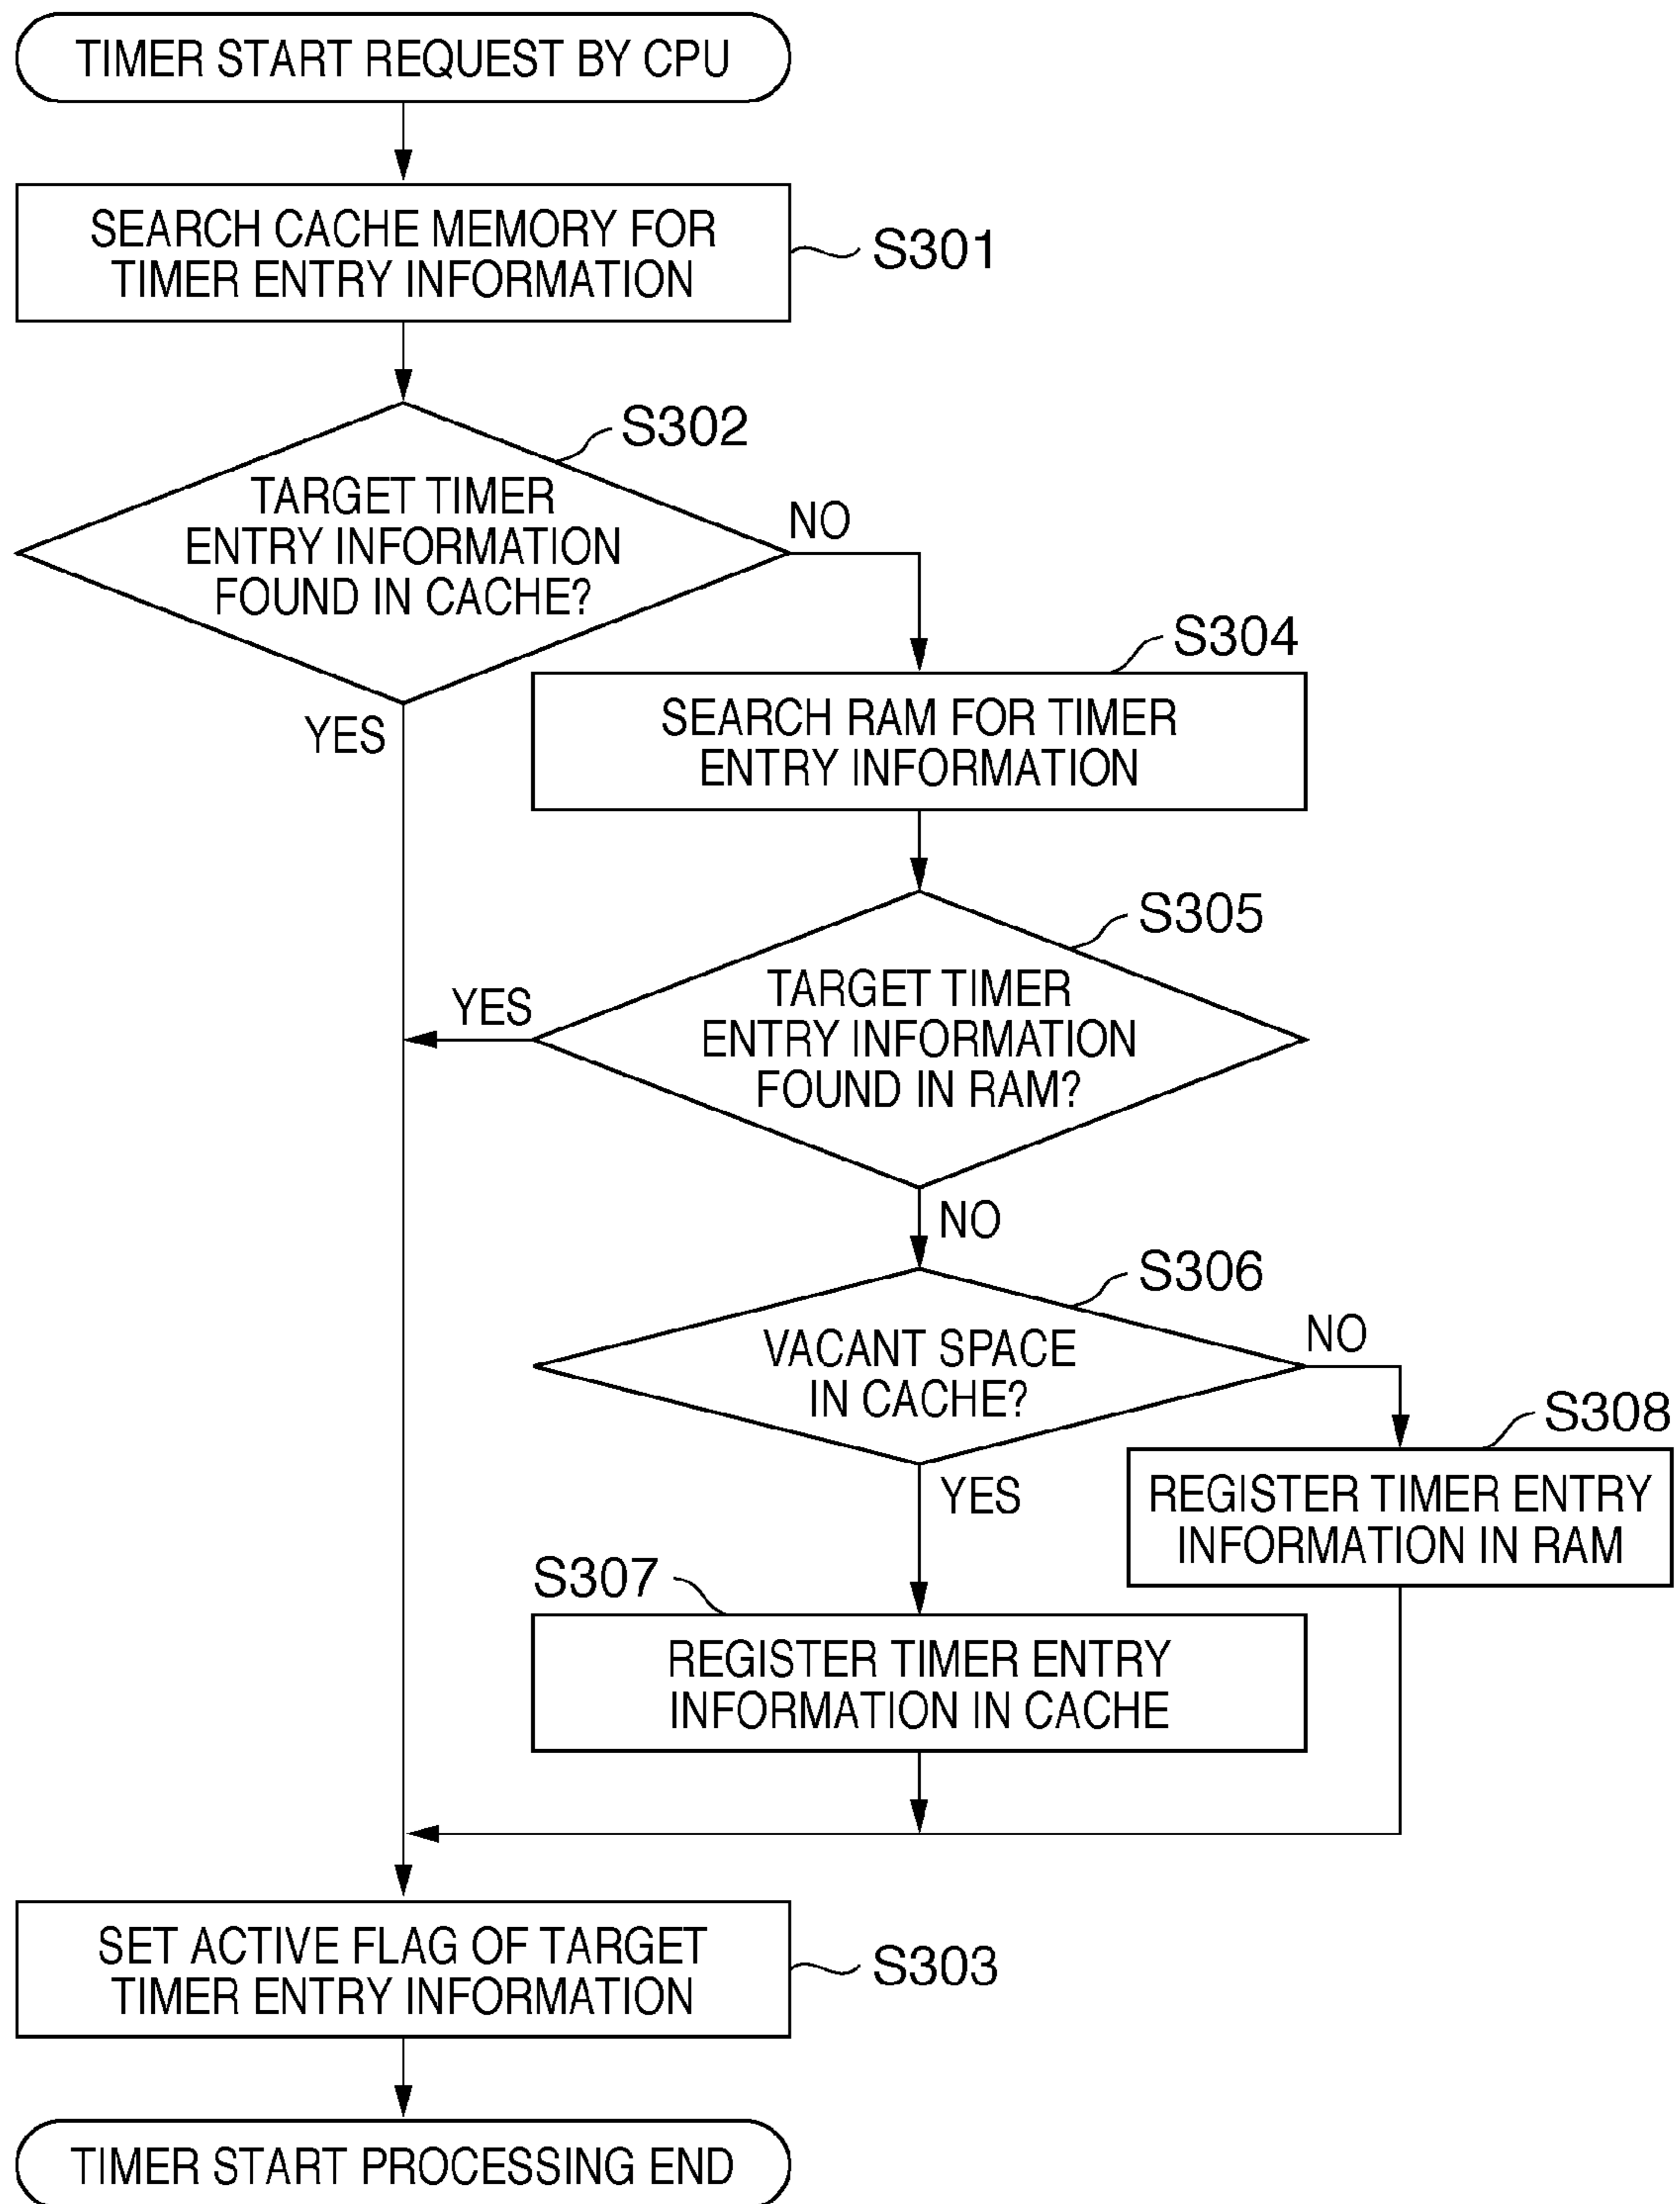 TIMER START REQUEST BY CPU
SEARCH CACHE MEMORY FOR
TIMER ENTRY INFORMATION
S301
S302
TARGET TIMER
ENTRY INFORMATION
FOUND IN CACHE?
NO
YES
S304
SEARCH RAM FOR TIMER
ENTRY INFORMATION
S305
TARGET TIMER
ENTRY INFORMATION
FOUND IN RAM?
YES
NO
S306
VACANT SPACE
IN CACHE?
NO
YES
S308
REGISTER TIMER ENTRY
INFORMATION IN RAM
S307
REGISTER TIMER ENTRY
INFORMATION IN CACHE
SET ACTIVE FLAG OF TARGET
TIMER ENTRY INFORMATION
S303
TIMER START PROCESSING END